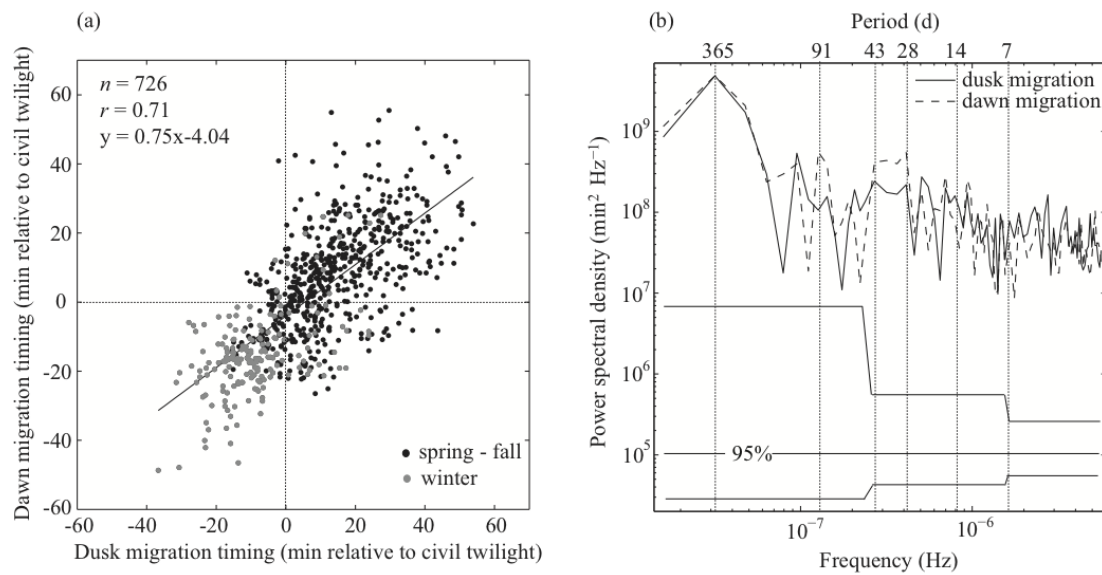 (a)
n = 726
r = 0.71
y = 0.75x-4.04
60
40
20
0
-20
-40
-60
Dawn migration timing (min relative to civil twilight)
spring - fall
winter
-60 -40 -20 0 20 40 60
Dusk migration timing (min relative to civil twilight)
(b)
Period (d)
365 91 43 28 14 7
dusk migration
dawn migration
10⁹
10⁸
10⁷
10⁶
10⁵
Power spectral density (min² Hz⁻¹)
95%
10⁻⁷ 10⁻⁶
Frequency (Hz)